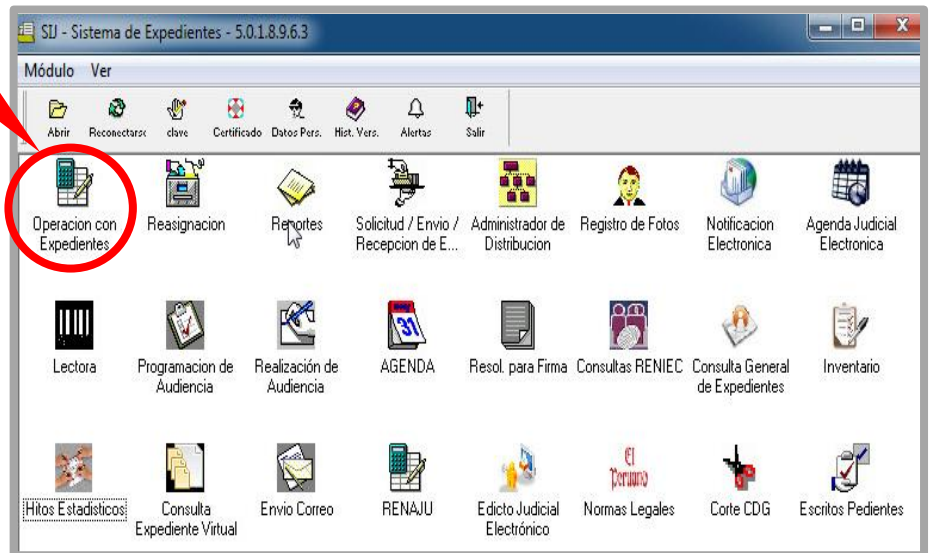 SIJ - Sistema de Expedientes - 5.0.1.8.9.6.3
Módulo Ver
Abrir Reconectarse clave Certificado Datos Pers. Hist. Vers. Alertas Salir
Operacion con Expedientes
Reasignacion
Reportes
Solicitud / Envio / Recepcion de E...
Administrador de Distribucion
Registro de Fotos
Notificacion Electronica
Agenda Judicial Electronica
Lectora
Programacion de Audiencia
Realización de Audiencia
31
AGENDA
Resol. para Firma
Consultas RENIEC
Consulta General de Expedientes
Inventario
Hitos Estadisticos
Consulta Expediente Virtual
Envio Correo
RENAJU
Edicto Judicial Electrónico
El Peruano
Normas Legales
Corte CDG
Escritos Pedientes